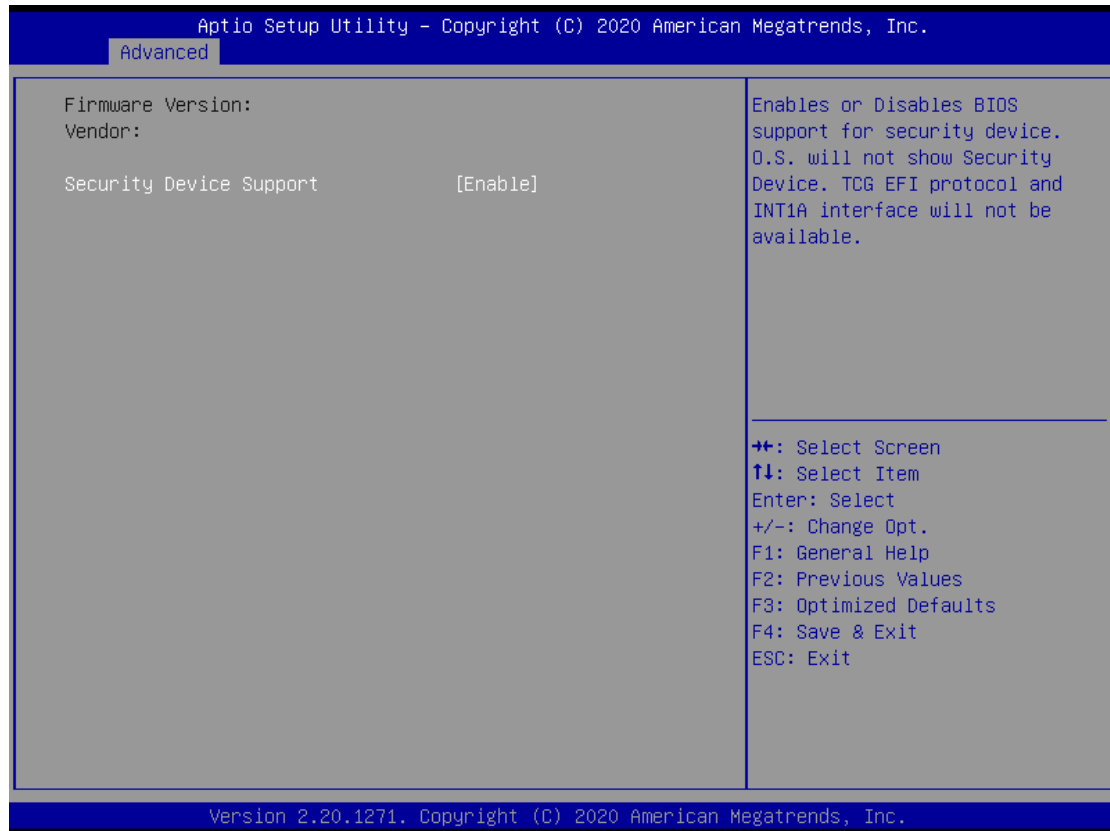 Aptio Setup Utility – Copyright (C) 2020 American Megatrends, Inc.
Advanced
Firmware Version:
Vendor:
Security Device Support [Enable]
Enables or Disables BIOS
support for security device.
O.S. will not show Security
Device. TCG EFI protocol and
INT1A interface will not be
available.
→←: Select Screen
↑↓: Select Item
Enter: Select
+/-: Change Opt.
F1: General Help
F2: Previous Values
F3: Optimized Defaults
F4: Save & Exit
ESC: Exit
Version 2.20.1271. Copyright (C) 2020 American Megatrends, Inc.